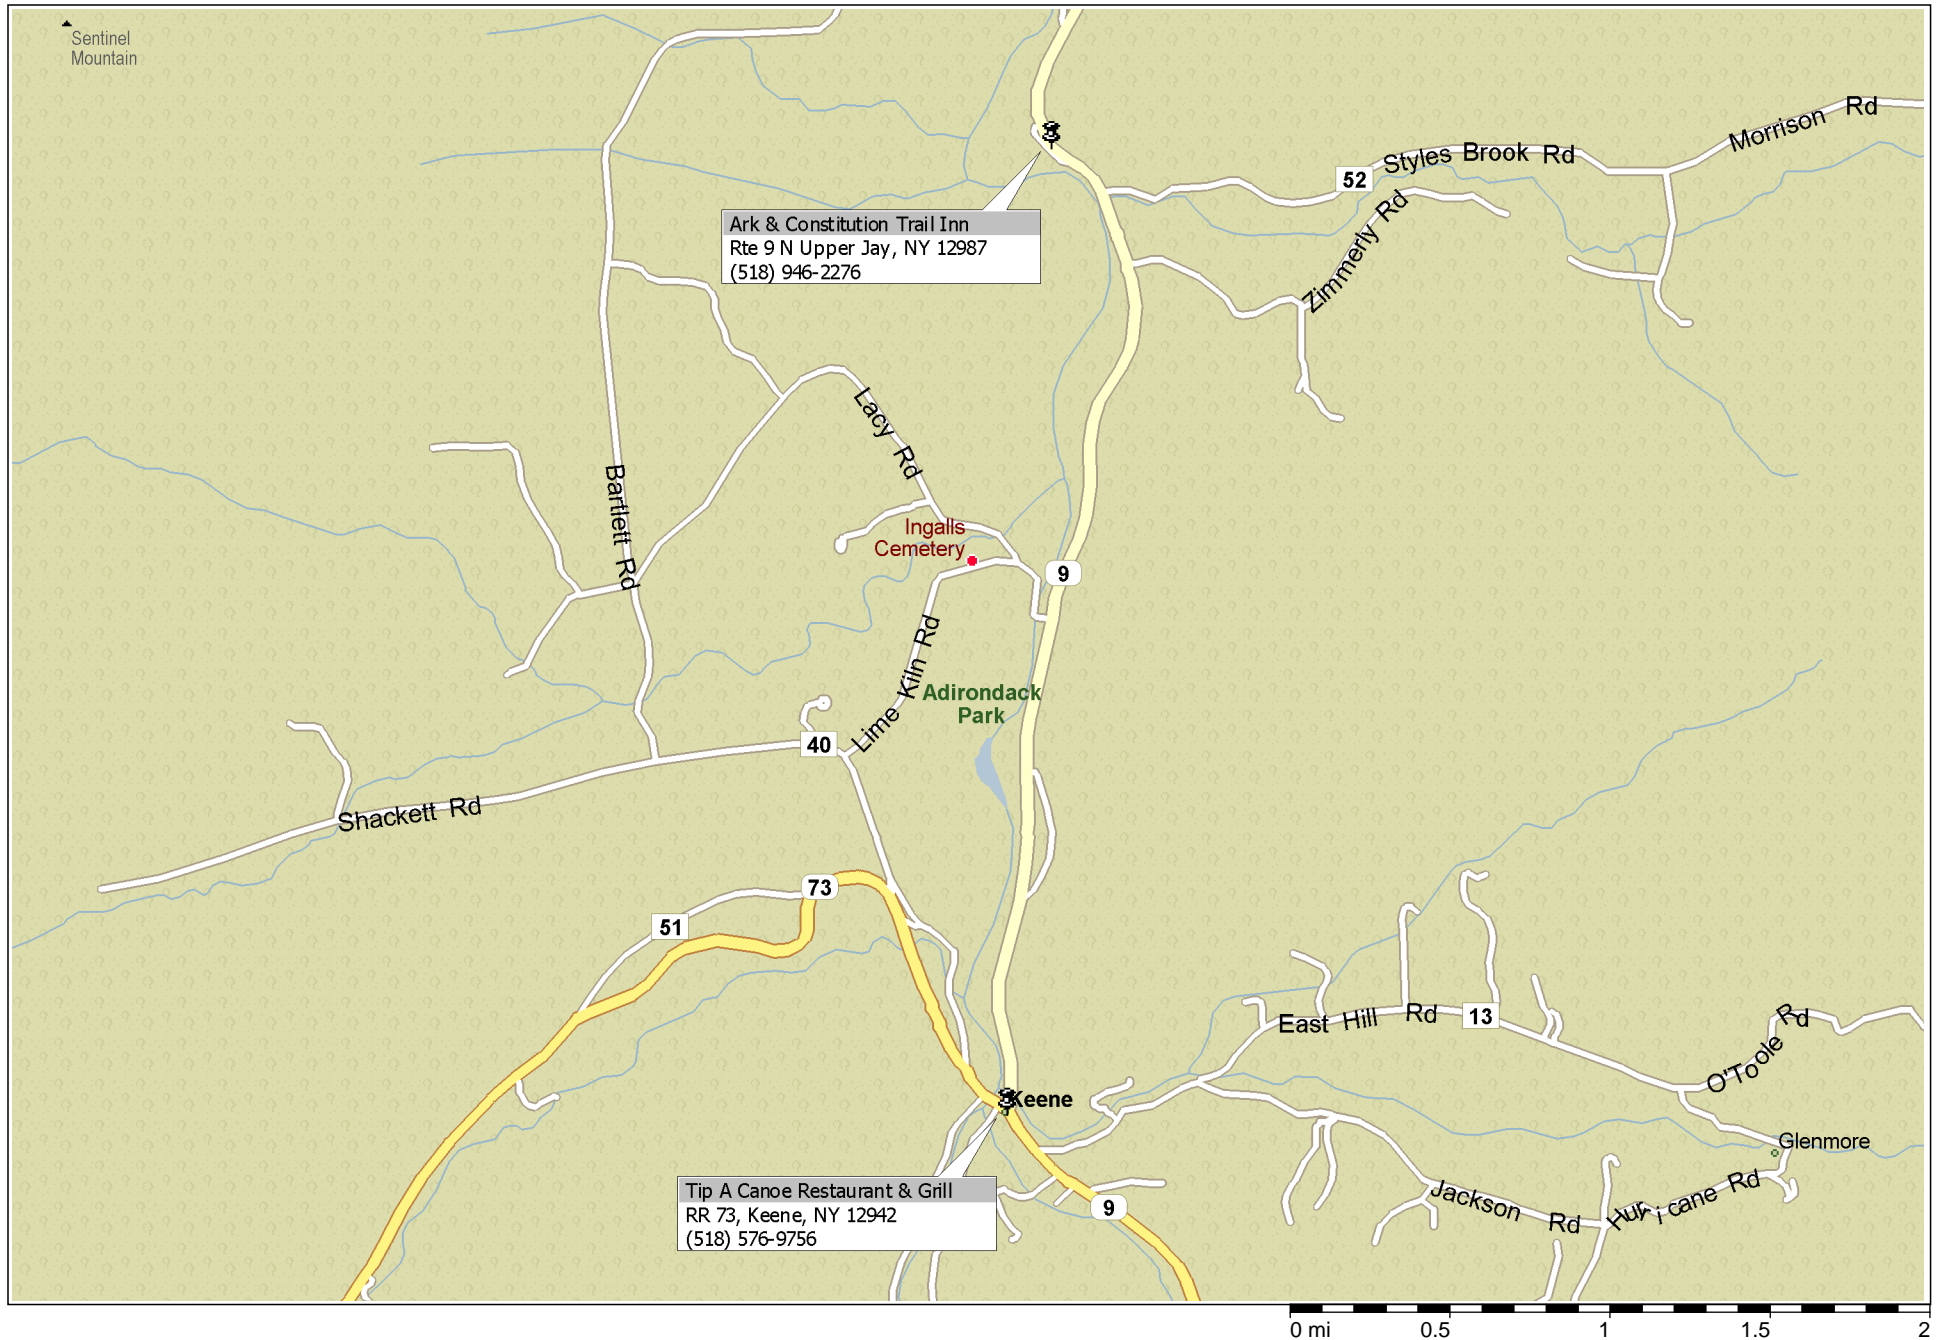 Sentinel
Mountain
Morrison Rd
Styles Brook Rd
52
Zimmerly Rd
Ark & Constitution Trail Inn
Rte 9 N Upper Jay, NY 12987
(518) 946-2276
Lacy Rd
Bartlett Rd
Ingalls
Cemetery
9
Lime Kiln Rd
Adirondack
Park
40
Shackett Rd
73
51
East Hill Rd
13
O'Toole Rd
Keene
Glenmore
Tip A Canoe Restaurant & Grill
RR 73, Keene, NY 12942
(518) 576-9756
9
Jackson Rd
Hurricane Rd
0 mi 0.5 1 1.5 2